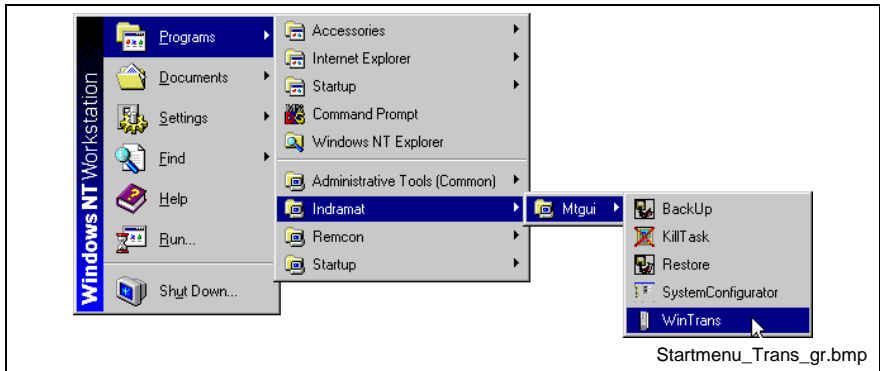 Windows NT Workstation
Programs
Documents
Settings
Find
Help
Run...
Shut Down...
Accessories
Internet Explorer
Startup
Command Prompt
Windows NT Explorer
Administrative Tools (Common)
Indramat
Remcon
Startup
Mtgui
BackUp
KillTask
Restore
SystemConfigurator
WinTrans
Startmenu_Trans_gr.bmp